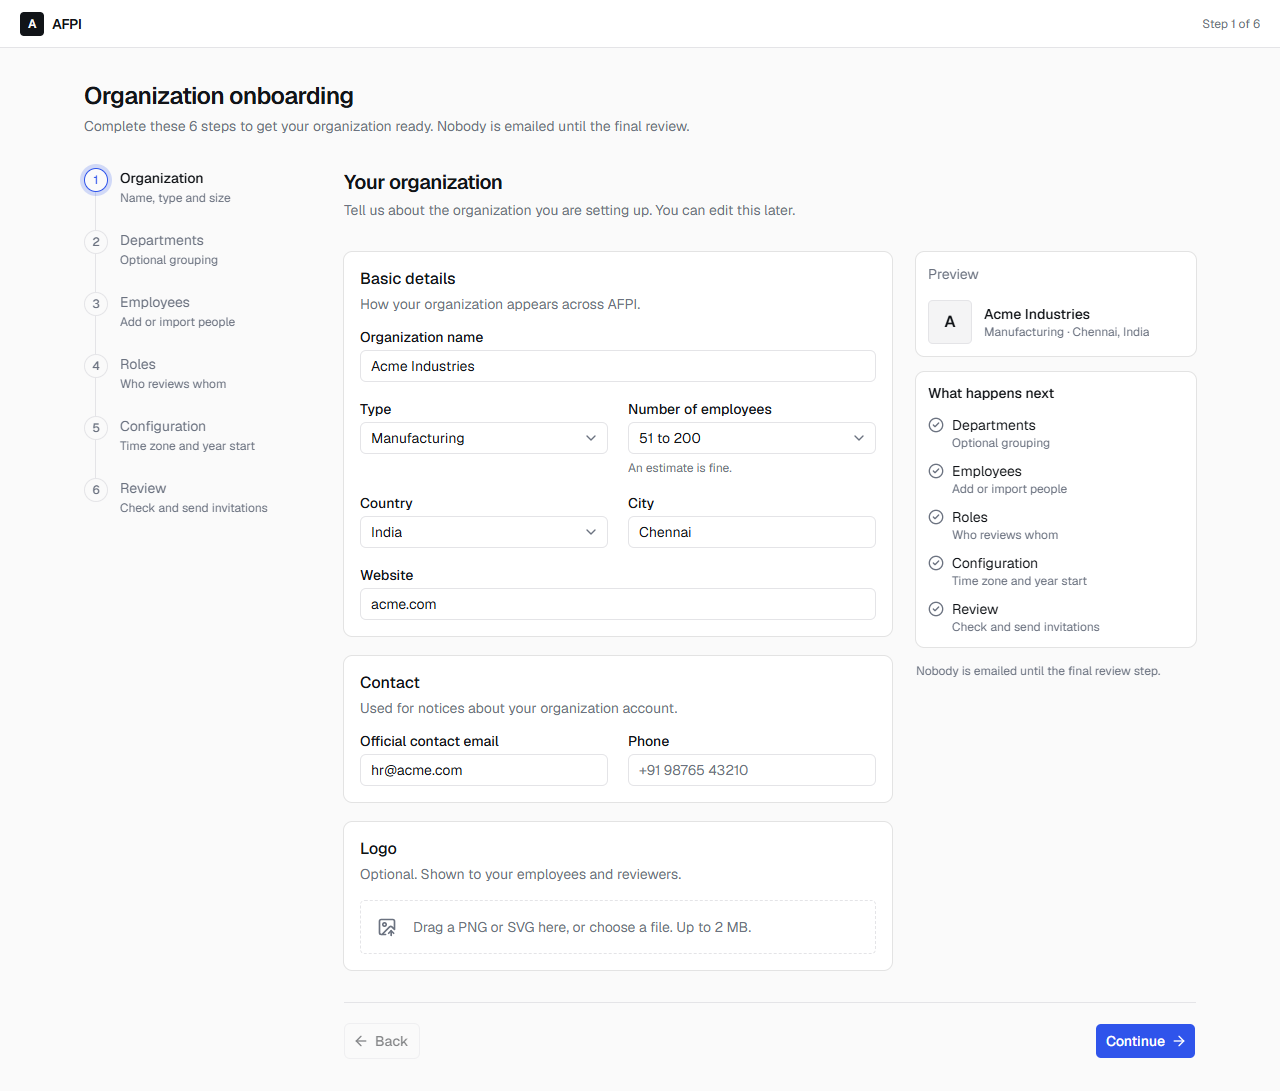 A AFPI
Step 1 of 6
Organization onboarding
Complete these 6 steps to get your organization ready. Nobody is emailed until the final review.
1 Organization
Name, type and size
2 Departments
Optional grouping
3 Employees
Add or import people
4 Roles
Who reviews whom
5 Configuration
Time zone and year start
6 Review
Check and send invitations
Your organization
Tell us about the organization you are setting up. You can edit this later.
Basic details
How your organization appears across AFPI.
Organization name
Acme Industries
Type
Manufacturing
Number of employees
51 to 200
An estimate is fine.
Country
India
City
Chennai
Website
acme.com
Contact
Used for notices about your organization account.
Official contact email
hr@acme.com
Phone
+91 98765 43210
Logo
Optional. Shown to your employees and reviewers.
Drag a PNG or SVG here, or choose a file. Up to 2 MB.
Preview
A
Acme Industries
Manufacturing · Chennai, India
What happens next
Departments
Optional grouping
Employees
Add or import people
Roles
Who reviews whom
Configuration
Time zone and year start
Review
Check and send invitations
Nobody is emailed until the final review step.
Back
Continue